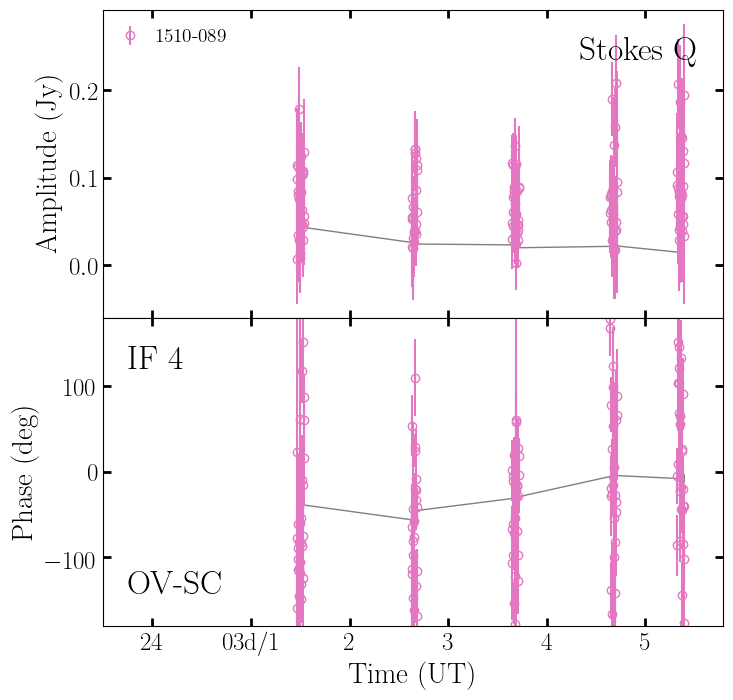 1510-089
Stokes Q
Amplitude (Jy)
0.2
0.1
0.0
IF 4
OV-SC
Phase (deg)
100
0
−100
24 03d/1 2 3 4 5
Time (UT)